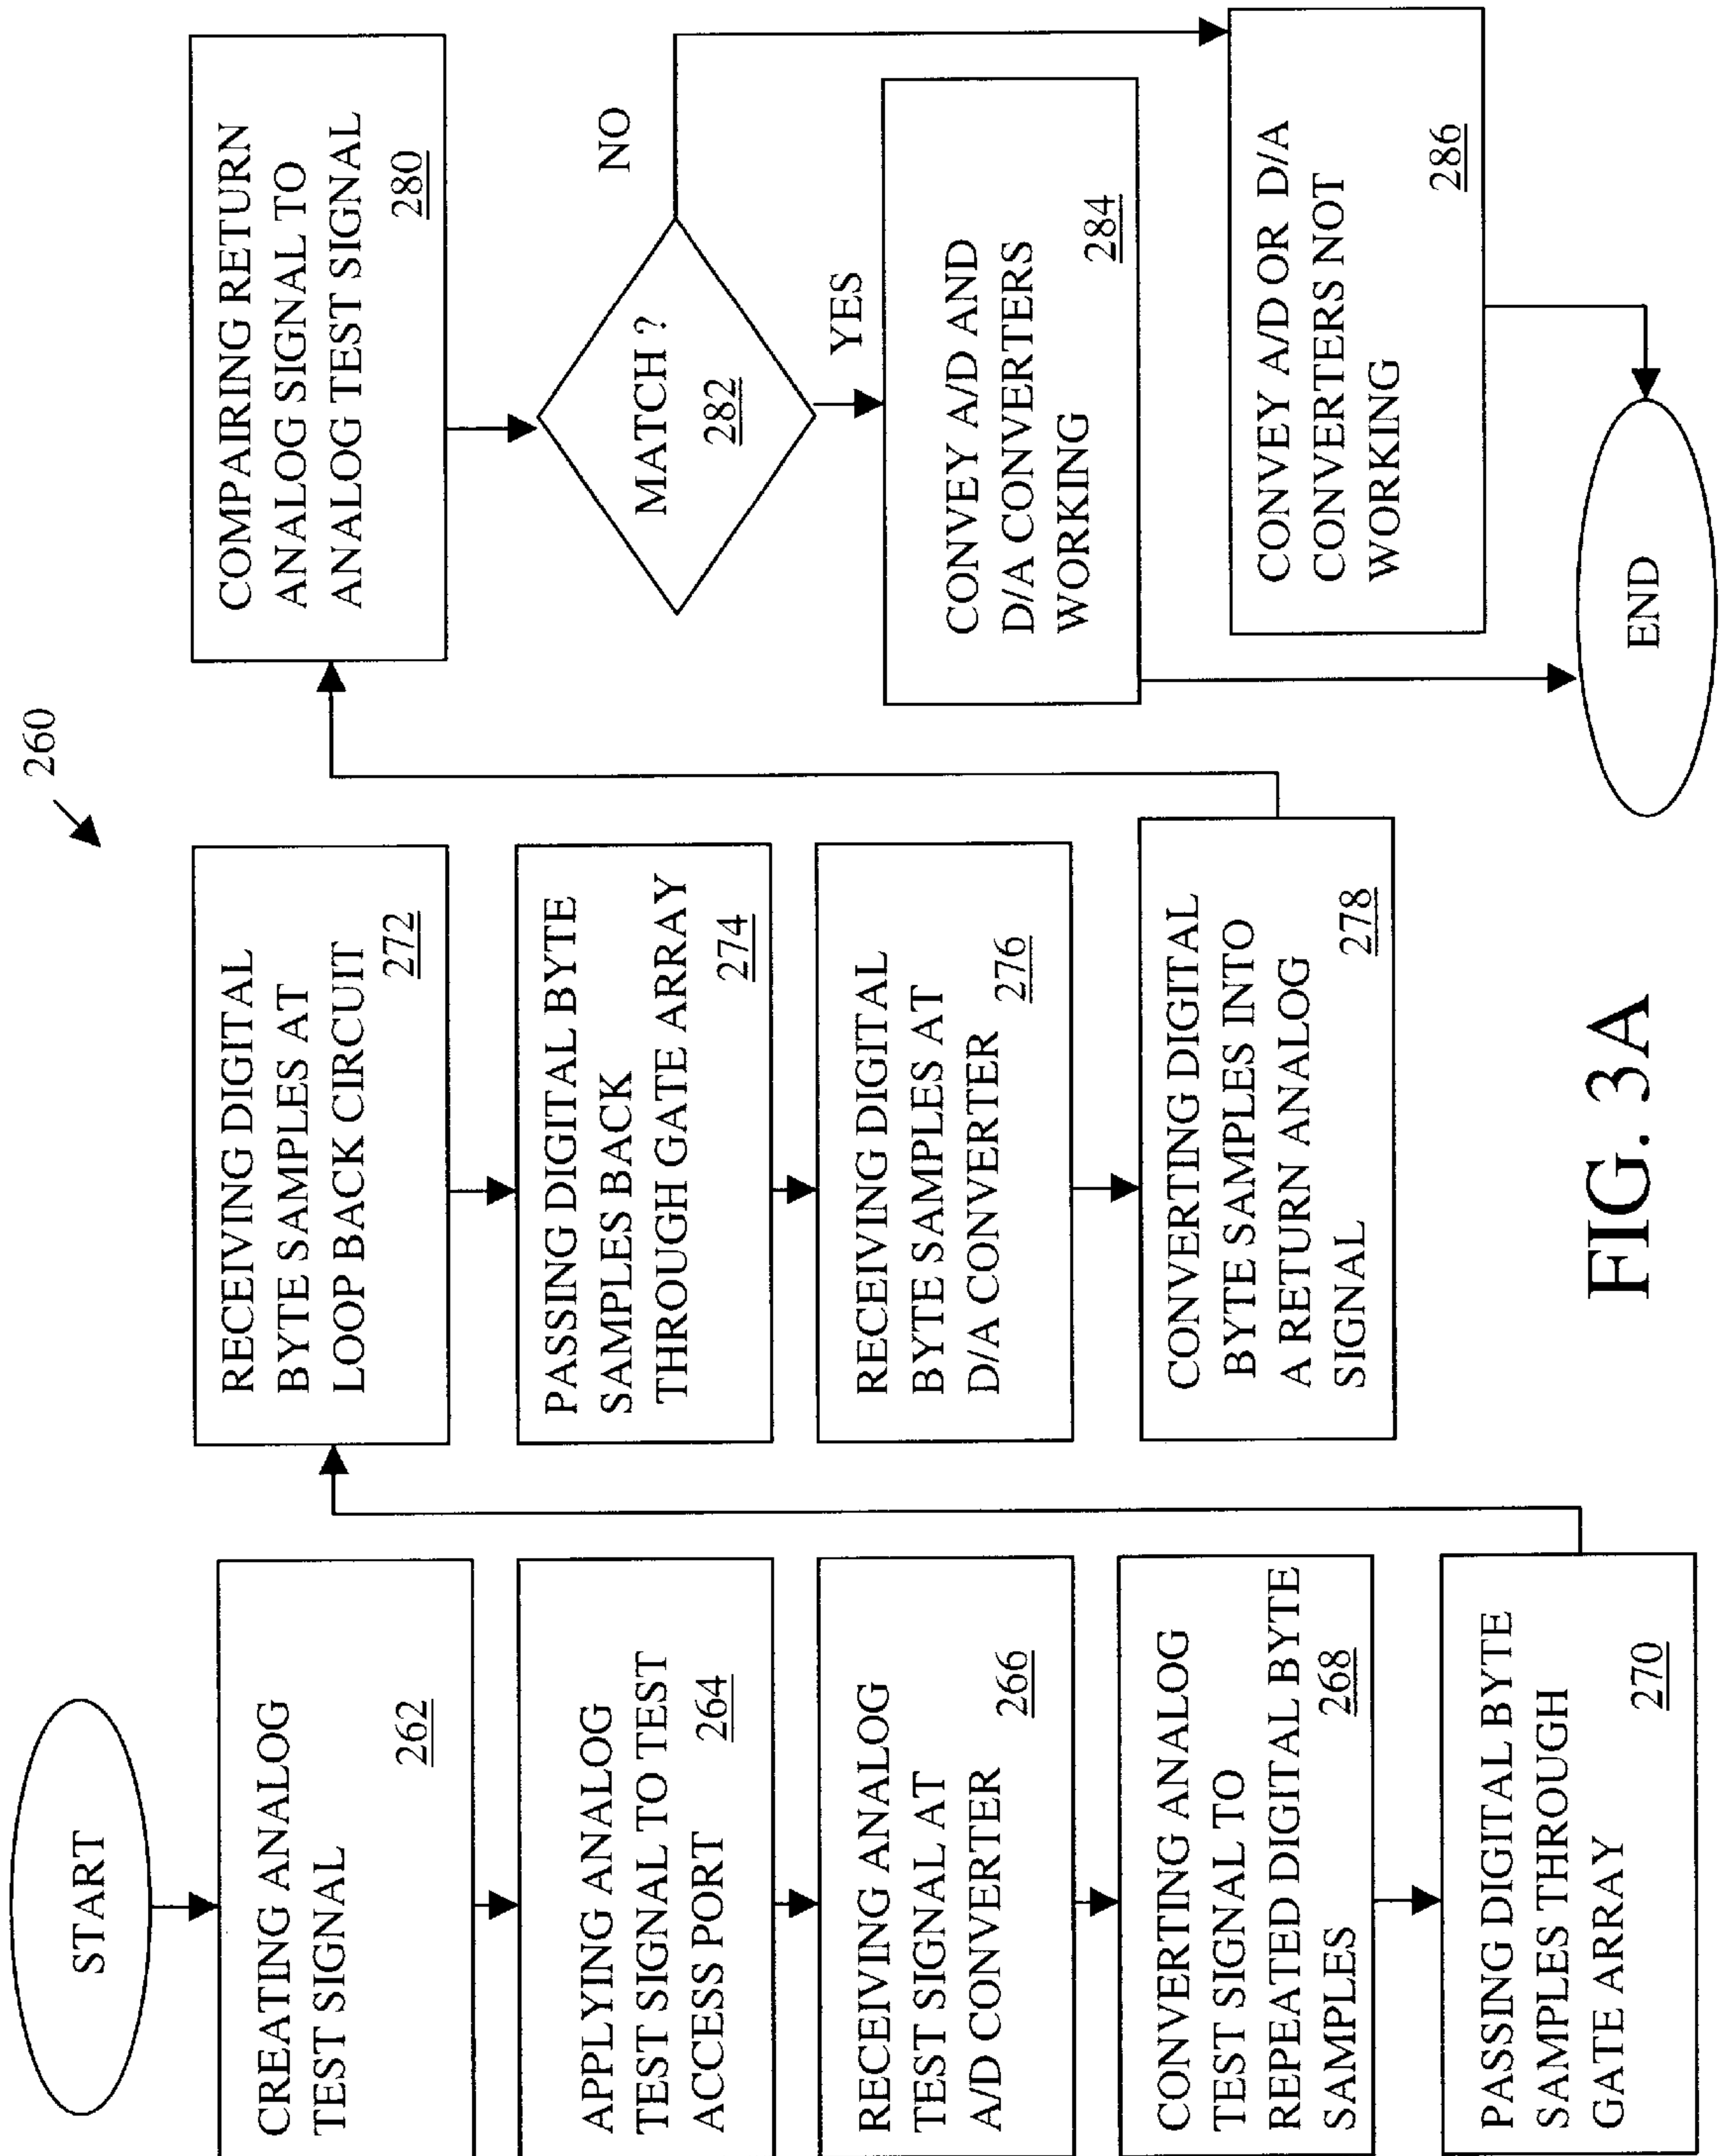 260
START
CREATING ANALOG
TEST SIGNAL
262
APPLYING ANALOG
TEST SIGNAL TO TEST
ACCESS PORT
264
RECEIVING ANALOG
TEST SIGNAL AT
A/D CONVERTER
266
CONVERTING ANALOG
TEST SIGNAL TO
REPEATED DIGITAL BYTE
SAMPLES
268
PASSING DIGITAL BYTE
SAMPLES THROUGH
GATE ARRAY
270
RECEIVING DIGITAL
BYTE SAMPLES AT
LOOP BACK CIRCUIT
272
PASSING DIGITAL BYTE
SAMPLES BACK
THROUGH GATE ARRAY
274
RECEIVING DIGITAL
BYTE SAMPLES AT
D/A CONVERTER
276
CONVERTING DIGITAL
BYTE SAMPLES INTO
A RETURN ANALOG
SIGNAL
278
COMPAIRING RETURN
ANALOG SIGNAL TO
ANALOG TEST SIGNAL
280
MATCH ?
282
NO
YES
CONVEY A/D AND
D/A CONVERTERS
WORKING
284
CONVEY A/D OR D/A
CONVERTERS NOT
WORKING
286
END
FIG. 3A